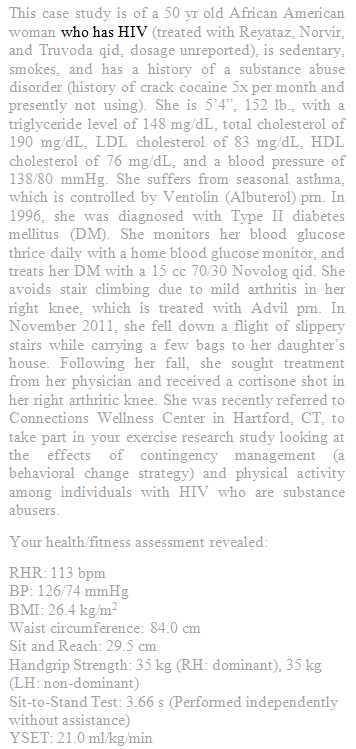 This case study is of a 50 yr old African American
woman who has HIV (treated with Reyataz, Norvir,
and Truvoda qid, dosage unreported), is sedentary,
smokes, and has a history of a substance abuse
disorder (history of crack cocaine 5x per month and
presently not using). She is 5’4”, 152 lb., with a
triglyceride level of 148 mg/dL, total cholesterol of
190 mg/dL, LDL cholesterol of 83 mg/dL, HDL
cholesterol of 76 mg/dL, and a blood pressure of
138/80 mmHg. She suffers from seasonal asthma,
which is controlled by Ventolin (Albuterol) prn. In
1996, she was diagnosed with Type II diabetes
mellitus (DM). She monitors her blood glucose
thrice daily with a home blood glucose monitor, and
treats her DM with a 15 cc 70/30 Novolog qid. She
avoids stair climbing due to mild arthritis in her
right knee, which is treated with Advil prn. In
November 2011, she fell down a flight of slippery
stairs while carrying a few bags to her daughter’s
house. Following her fall, she sought treatment
from her physician and received a cortisone shot in
her right arthritic knee. She was recently referred to
Connections Wellness Center in Hartford, CT, to
take part in your exercise research study looking at
the effects of contingency management (a
behavioral change strategy) and physical activity
among individuals with HIV who are substance
abusers.
Your health/fitness assessment revealed:
RHR: 113 bpm
BP: 126/74 mmHg
BMI: 26.4 kg/m²
Waist circumference: 84.0 cm
Sit and Reach: 29.5 cm
Handgrip Strength: 35 kg (RH: dominant), 35 kg
(LH: non-dominant)
Sit-to-Stand Test: 3.66 s (Performed independently
without assistance)
YSET: 21.0 ml/kg/min